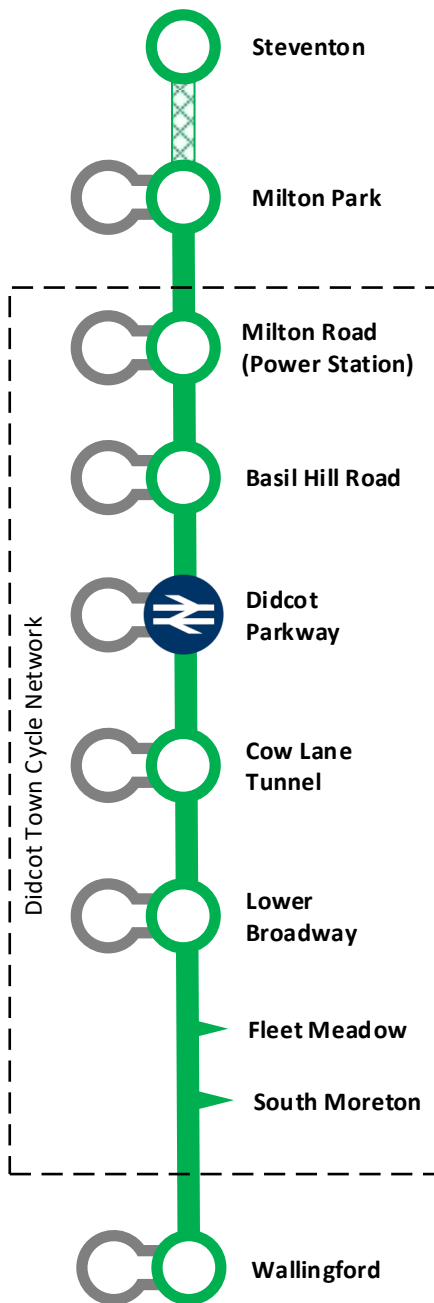 Steventon
Milton Park
Milton Road
(Power Station)
Basil Hill Road
Didcot
Parkway
Didcot Town Cycle Network
Cow Lane
Tunnel
Lower
Broadway
Fleet Meadow
South Moreton
Wallingford